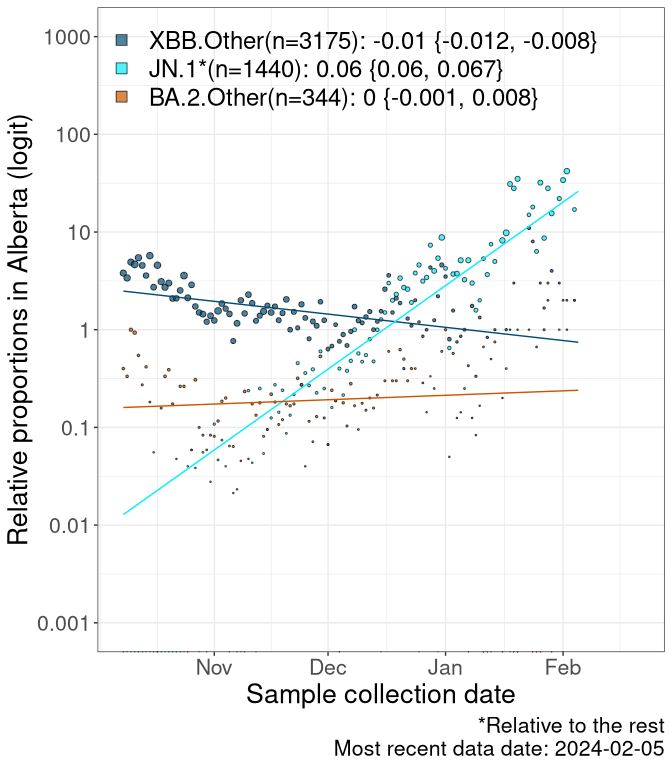 XBB.Other(n=3175): -0.01 {-0.012, -0.008}
JN.1*(n=1440): 0.06 {0.06, 0.067}
BA.2.Other(n=344): 0 {-0.001, 0.008}
Relative proportions in Alberta (logit)
1000
100
10
1
0.1
0.01
0.001
Nov Dec Jan Feb
Sample collection date
*Relative to the rest
Most recent data date: 2024-02-05